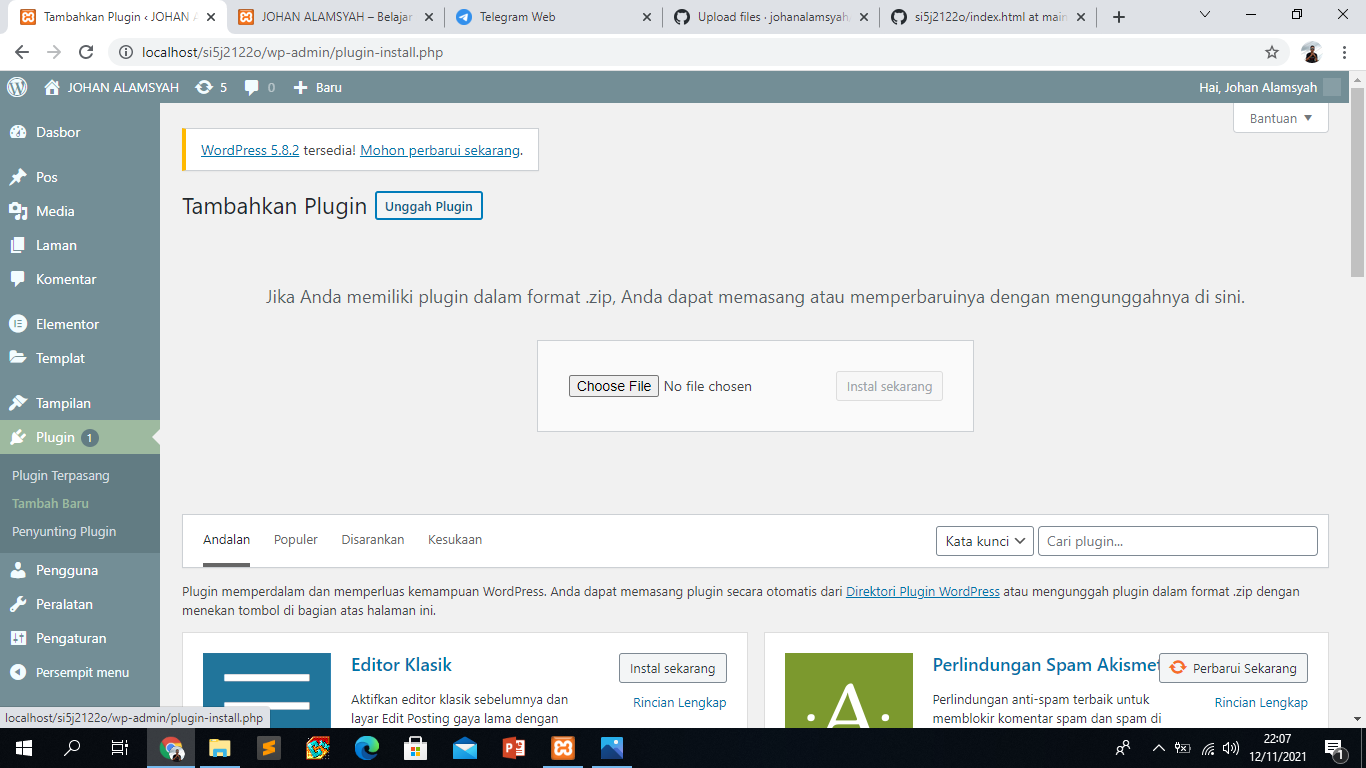 Tambahkan Plugin ‹ JOHAN A
JOHAN ALAMSYAH – Belajar
Telegram Web
Upload files · johanalamsyah
si5j2122o/index.html at main
localhost/si5j2122o/wp-admin/plugin-install.php
JOHAN ALAMSYAH 5 0 Baru
Hai, Johan Alamsyah
Bantuan
Dasbor
Pos
Media
Laman
Komentar
Elementor
Templat
Tampilan
Plugin 1
Plugin Terpasang
Tambah Baru
Penyunting Plugin
Pengguna
Peralatan
Pengaturan
Persempit menu
WordPress 5.8.2 tersedia! Mohon perbarui sekarang.
Tambahkan Plugin Unggah Plugin
Jika Anda memiliki plugin dalam format .zip, Anda dapat memasang atau memperbaruinya dengan mengunggahnya di sini.
Choose File No file chosen Instal sekarang
Andalan Populer Disarankan Kesukaan Kata kunci Cari plugin...
Plugin memperdalam dan memperluas kemampuan WordPress. Anda dapat memasang plugin secara otomatis dari Direktori Plugin WordPress atau mengunggah plugin dalam format .zip dengan
menekan tombol di bagian atas halaman ini.
Editor Klasik
Instal sekarang
Rincian Lengkap
Aktifkan editor klasik sebelumnya dan
layar Edit Posting gaya lama dengan
A
Perlindungan Spam Akismet
Perbarui Sekarang
Rincian Lengkap
Perlindungan anti-spam terbaik untuk
memblokir komentar spam dan spam di
localhost/si5j2122o/wp-admin/plugin-install.php
22:07
12/11/2021
1